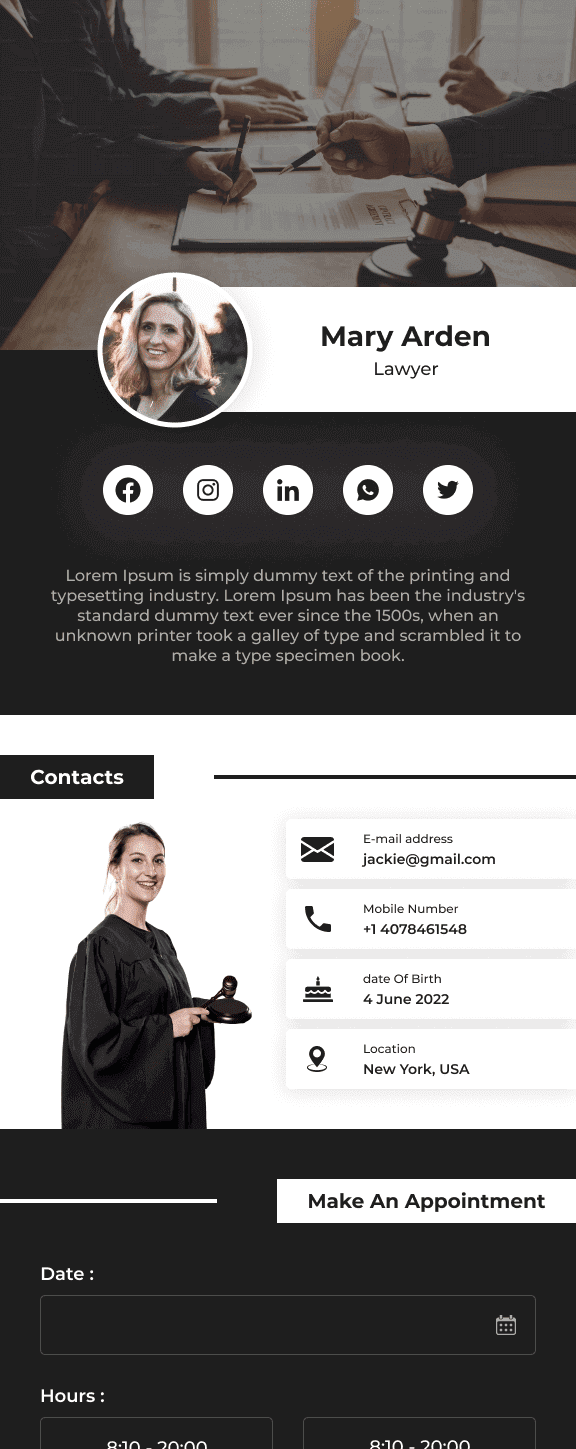 Mary Arden
Lawyer
Lorem Ipsum is simply dummy text of the printing and
typesetting industry. Lorem Ipsum has been the industry's
standard dummy text ever since the 1500s, when an
unknown printer took a galley of type and scrambled it to
make a type specimen book.
Contacts
E-mail address
jackie@gmail.com
Mobile Number
+1 4078461548
date Of Birth
4 June 2022
Location
New York, USA
Make An Appointment
Date :
Hours :
8:10 - 20:00
8:10 - 20:00